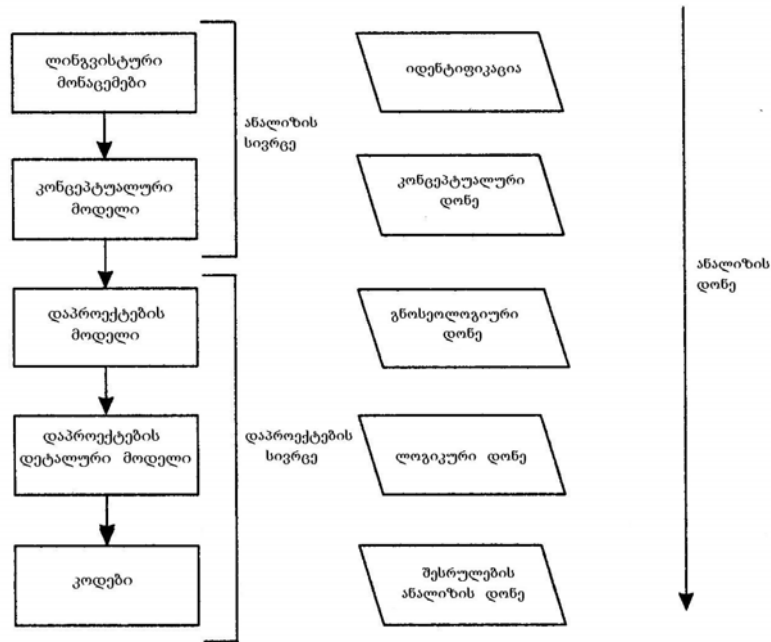 ლინგვისტური
მონაცემები
იდენტიფიკაცია
ანალიზის
სივრცე
კონცეპტუალური
მოდელი
კონცეპტუალური
დონე
ანალიზის
დონე
დაპროექტების
მოდელი
გნოსეოლოგიური
დონე
დაპროექტების
დეტალური მოდელი
დაპროექტების
სივრცე
ლოგიკური დონე
კოდები
შესრულების
ანალიზის დონე